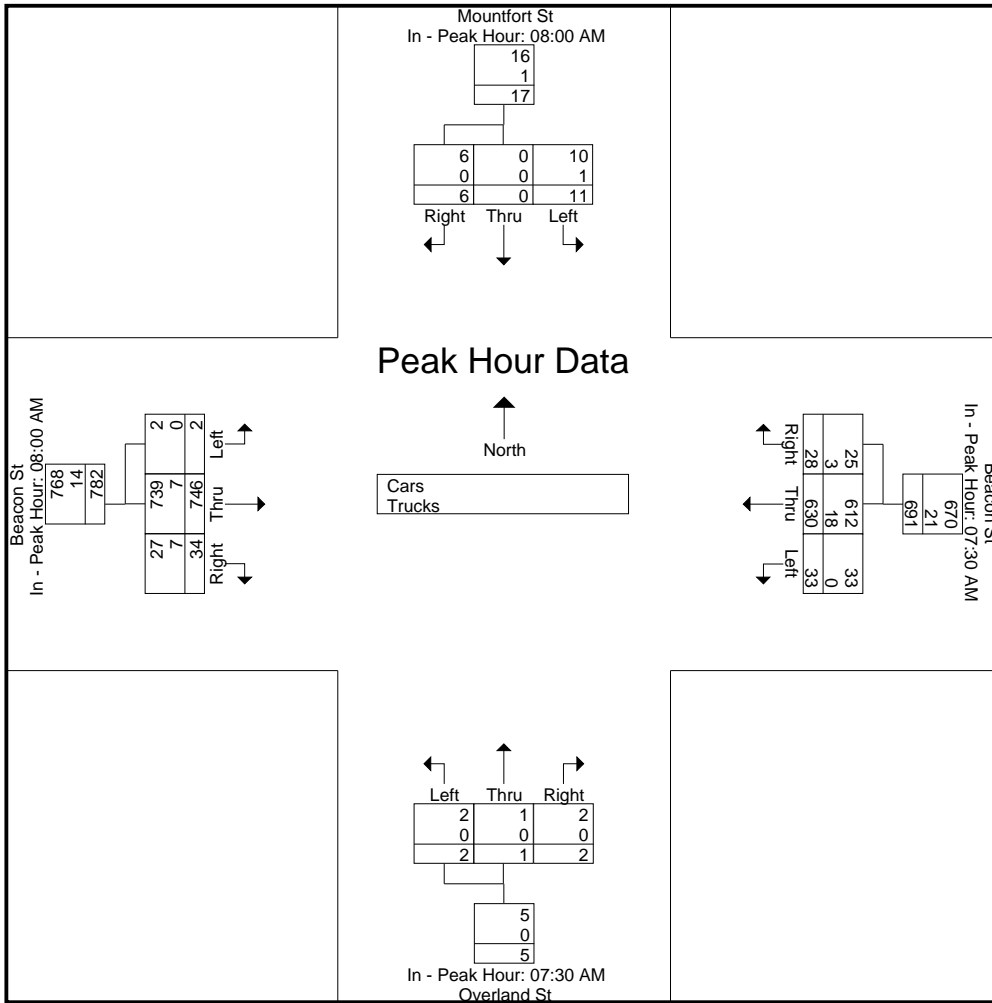 Mountfort St
In - Peak Hour: 08:00 AM
16
1
17
6 0 10
0 0 1
6 0 11
Right Thru Left
Peak Hour Data
North
Cars
Trucks
Beacon St
In - Peak Hour: 08:00 AM
768
14
782
2 739 27
0 7 7
2 746 34
Left Thru Right
Beacon St
In - Peak Hour: 07:30 AM
670
21
691
25 612 33
3 18 0
28 630 33
Right Thru Left
Left Thru Right
2 1 2
0 0 0
2 1 2
5
0
5
In - Peak Hour: 07:30 AM
Overland St